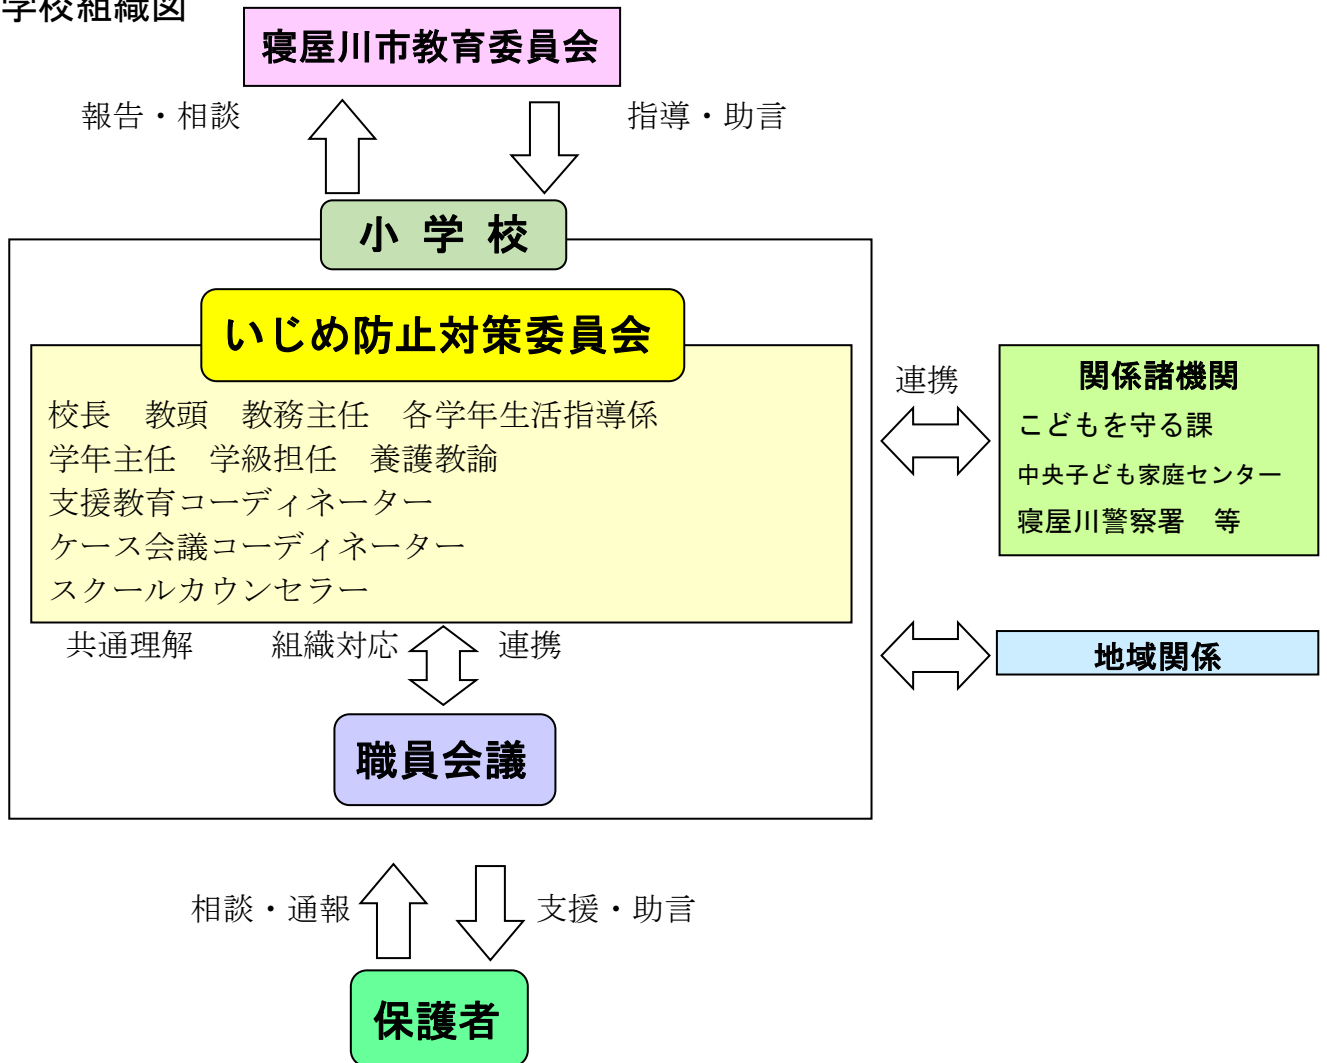 学校組織図
寝屋川市教育委員会
報告・相談
指導・助言
小 学 校
いじめ防止対策委員会
校長　教頭　教務主任　各学年生活指導係
学年主任　学級担任　養護教諭
支援教育コーディネーター
ケース会議コーディネーター
スクールカウンセラー
共通理解　　組織対応　　連携
職員会議
連携
関係諸機関
こどもを守る課
中央子ども家庭センター
寝屋川警察署　等
地域関係
相談・通報
支援・助言
保護者